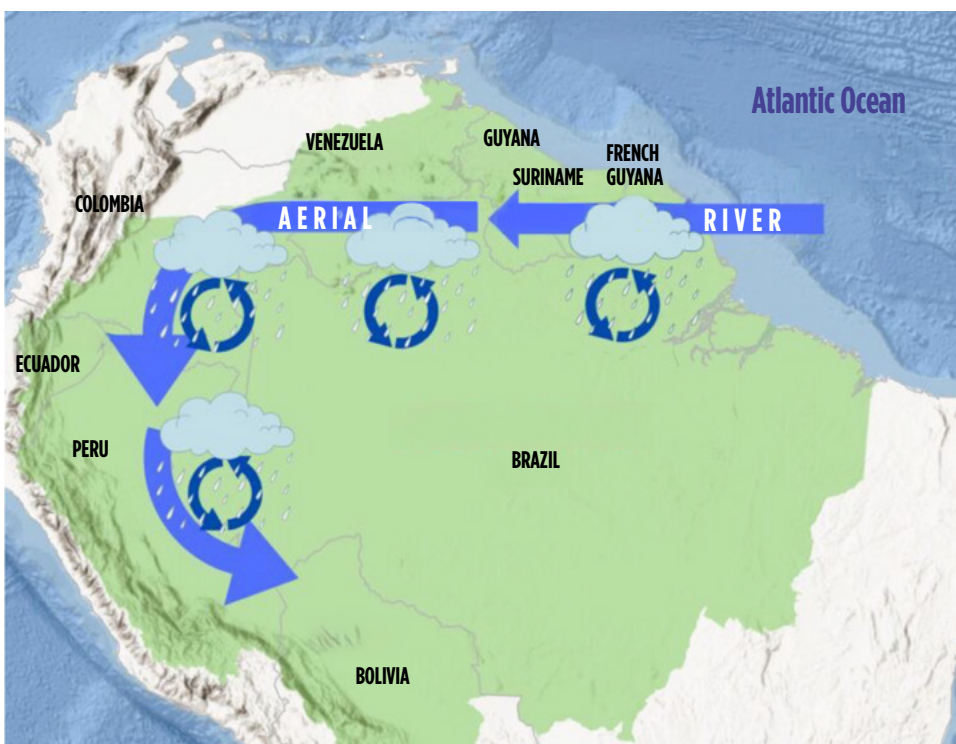 Atlantic Ocean
VENEZUELA
GUYANA
FRENCH
GUYANA
SURINAME
COLOMBIA
AERIAL
RIVER
ECUADOR
PERU
BRAZIL
BOLIVIA